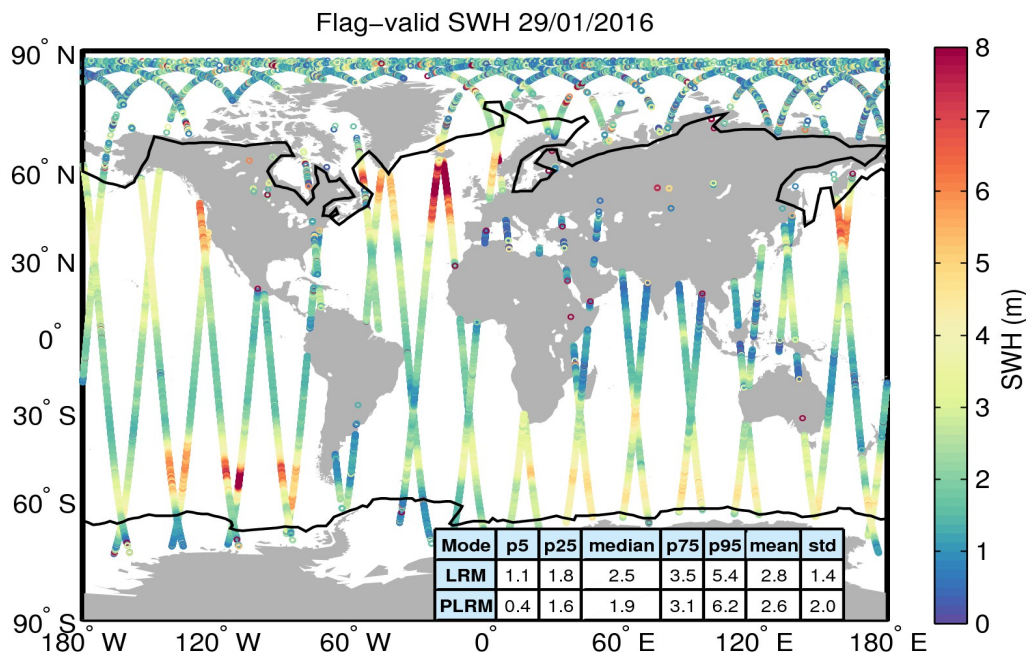 Flag−valid SWH 29/01/2016
90° N
60° N
30° N
0°
30° S
60° S
90° S
180° W
120° W
60° W
0°
60° E
120° E
180° E
Mode p5 p25 median p75 p95 mean std
LRM 1.1 1.8 2.5 3.5 5.4 2.8 1.4
PLRM 0.4 1.6 1.9 3.1 6.2 2.6 2.0
8
7
6
5
4
3
2
1
0
SWH (m)